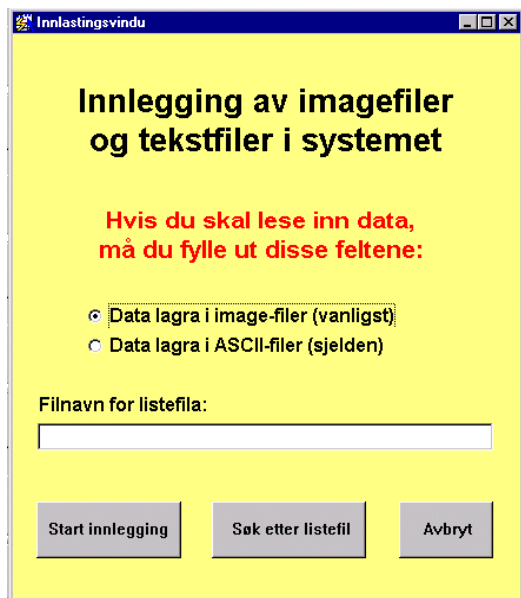 Innlastingsvindu
Innlegging av imagefiler
og tekstfiler i systemet
Hvis du skal lese inn data,
må du fylle ut disse feltene:
Data lagra i image-filer (vanligst)
Data lagra i ASCII-filer (sjelden)
Filnavn for listefila:
Start innlegging Søk etter listefil Avbryt